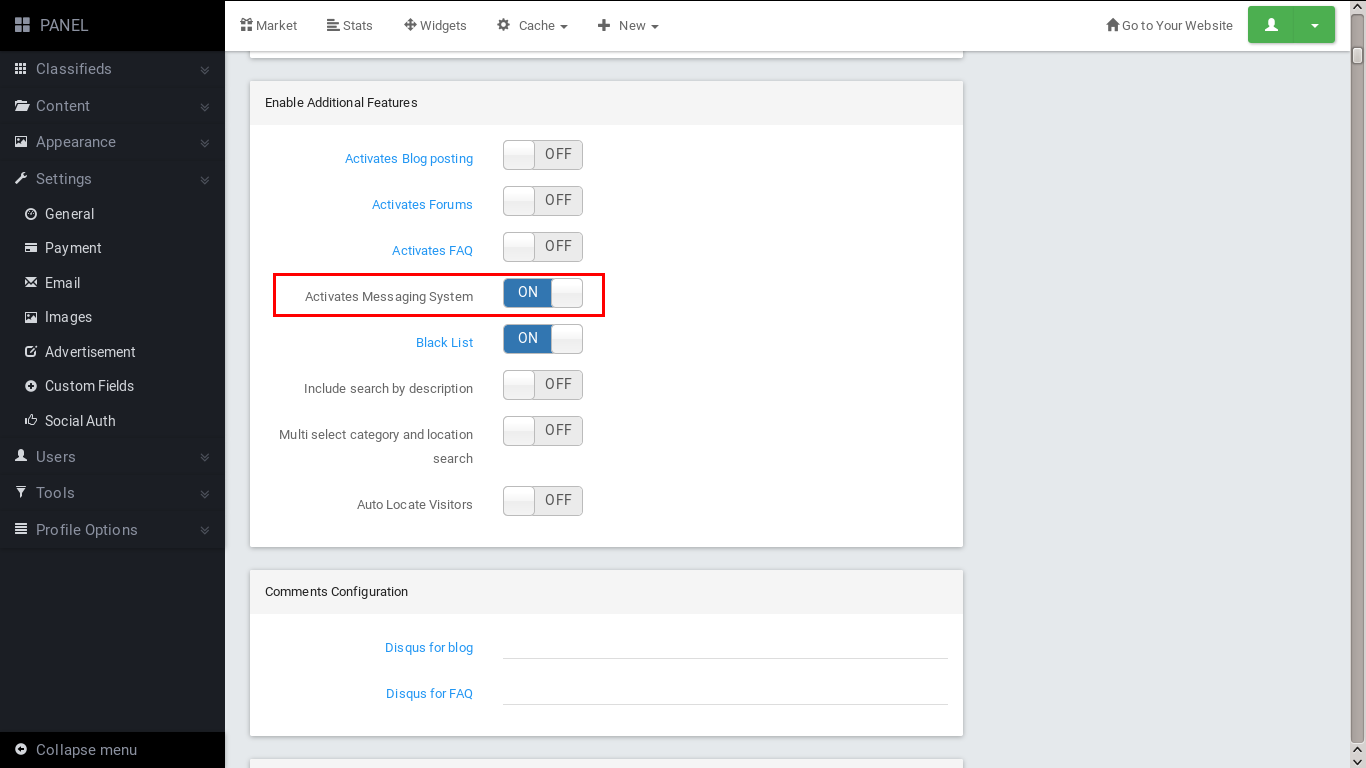 PANEL
Market
Stats
Widgets
Cache
New
Go to Your Website
Classifieds
Content
Appearance
Settings
General
Payment
Email
Images
Advertisement
Custom Fields
Social Auth
Users
Tools
Profile Options
Collapse menu
Enable Additional Features
Activates Blog posting OFF
Activates Forums OFF
Activates FAQ OFF
Activates Messaging System ON
Black List ON
Include search by description OFF
Multi select category and location OFF
search
Auto Locate Visitors OFF
Comments Configuration
Disqus for blog
Disqus for FAQ